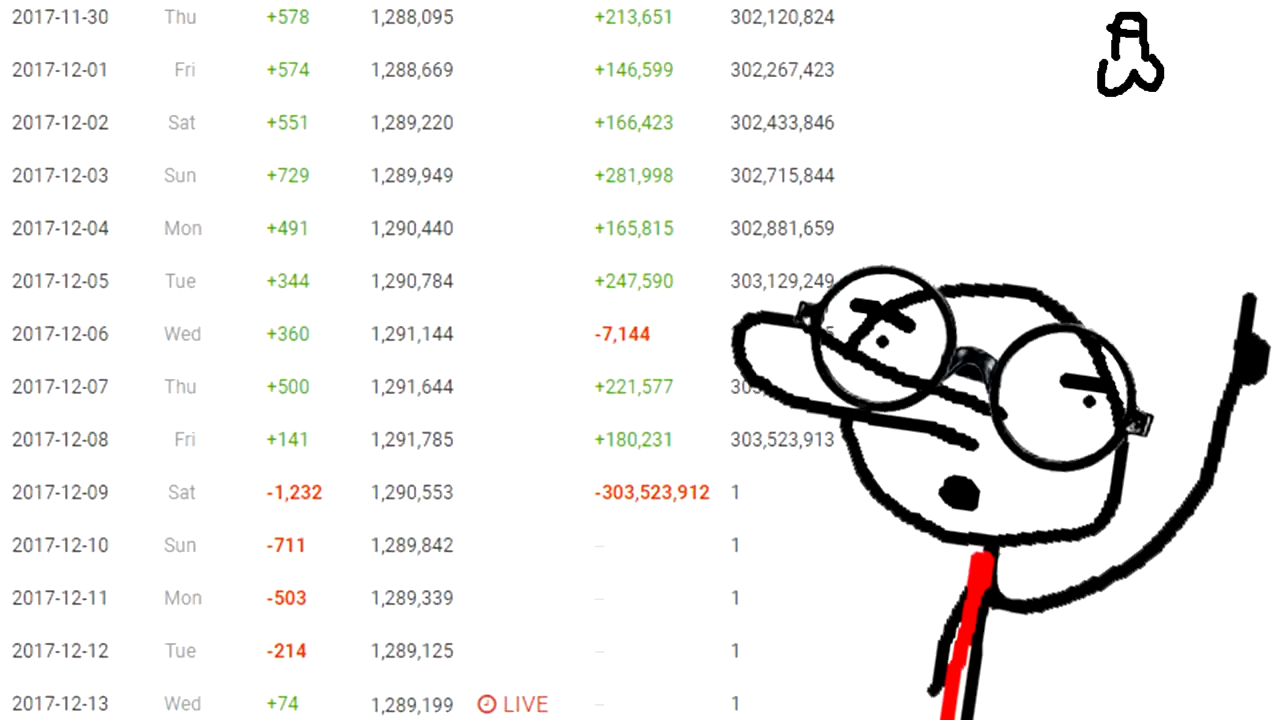 2017-11-30 Thu +578 1,288,095 +213,651 302,120,824
2017-12-01 Fri +574 1,288,669 +146,599 302,267,423
2017-12-02 Sat +551 1,289,220 +166,423 302,433,846
2017-12-03 Sun +729 1,289,949 +281,998 302,715,844
2017-12-04 Mon +491 1,290,440 +165,815 302,881,659
2017-12-05 Tue +344 1,290,784 +247,590 303,129,249
2017-12-06 Wed +360 1,291,144 -7,144
2017-12-07 Thu +500 1,291,644 +221,577
2017-12-08 Fri +141 1,291,785 +180,231 303,523,913
2017-12-09 Sat -1,232 1,290,553 -303,523,912 1
2017-12-10 Sun -711 1,289,842 – 1
2017-12-11 Mon -503 1,289,339 – 1
2017-12-12 Tue -214 1,289,125 – 1
2017-12-13 Wed +74 1,289,199 LIVE – 1